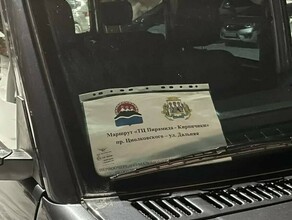 Маршрут «ТЦ Пирамида - Кирпичики»
пр. Циолковского – ул. Дальняя